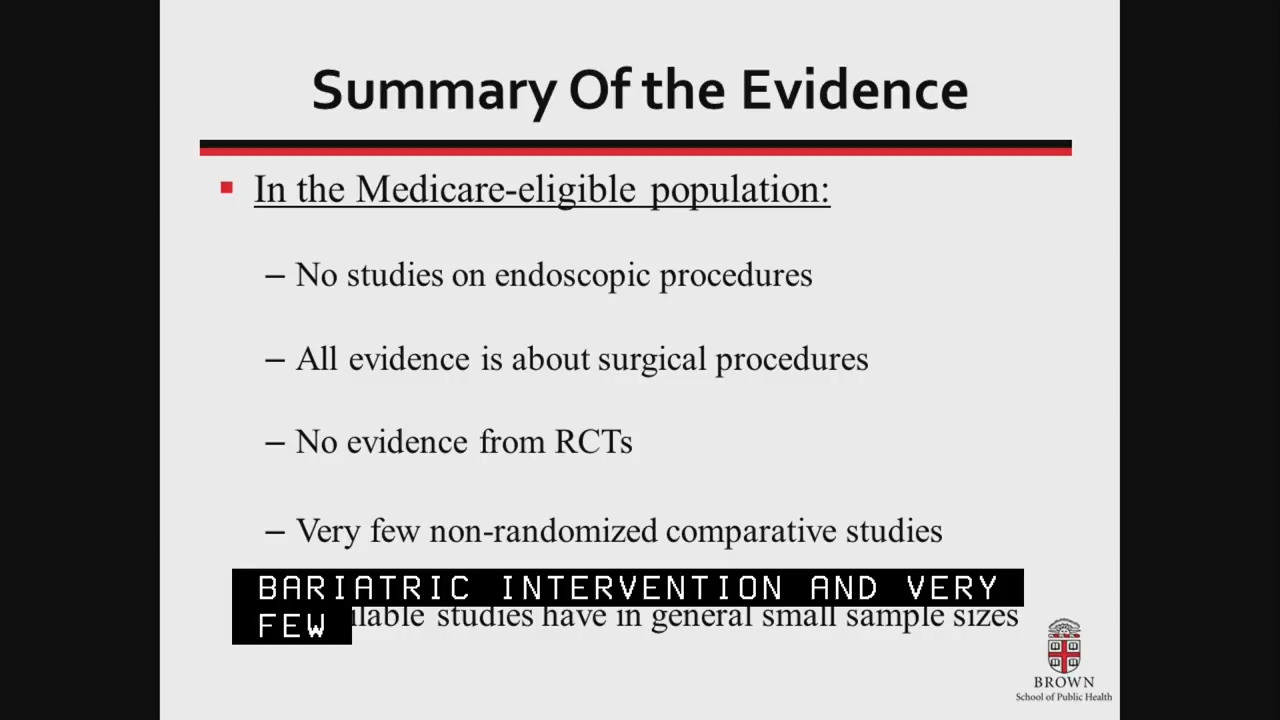 Summary Of the Evidence
In the Medicare-eligible population:
– No studies on endoscopic procedures
– All evidence is about surgical procedures
– No evidence from RCTs
– Very few non-randomized comparative studies
BARIATRIC INTERVENTION AND VERY
FEW
studies have in general small sample sizes
BROWN
School of Public Health